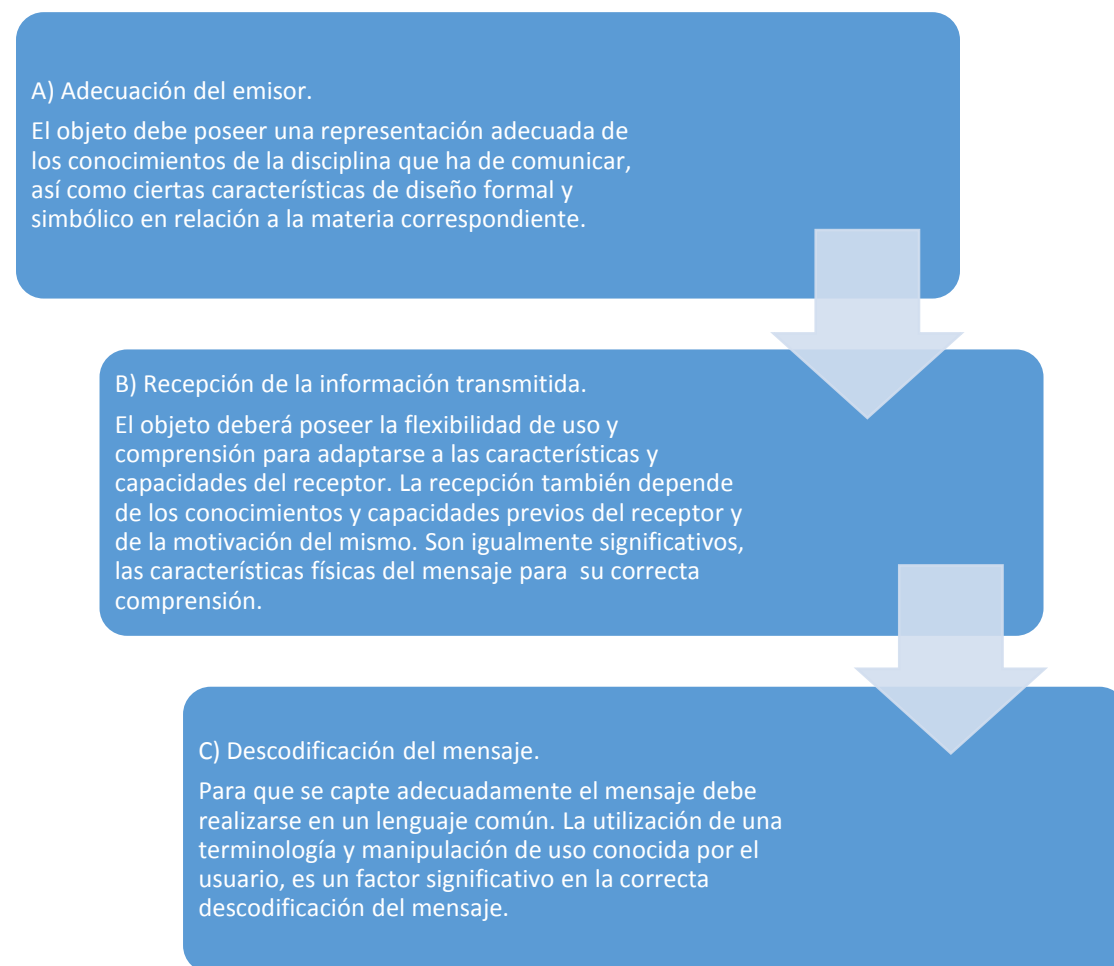 A) Adecuación del emisor.
El objeto debe poseer una representación adecuada de
los conocimientos de la disciplina que ha de comunicar,
así como ciertas características de diseño formal y
simbólico en relación a la materia correspondiente.
B) Recepción de la información transmitida.
El objeto deberá poseer la flexibilidad de uso y
comprensión para adaptarse a las características y
capacidades del receptor. La recepción también depende
de los conocimientos y capacidades previos del receptor y
de la motivación del mismo. Son igualmente significativos,
las características físicas del mensaje para  su correcta
comprensión.
C) Descodificación del mensaje.
Para que se capte adecuadamente el mensaje debe
realizarse en un lenguaje común. La utilización de una
terminología y manipulación de uso conocida por el
usuario, es un factor significativo en la correcta
descodificación del mensaje.